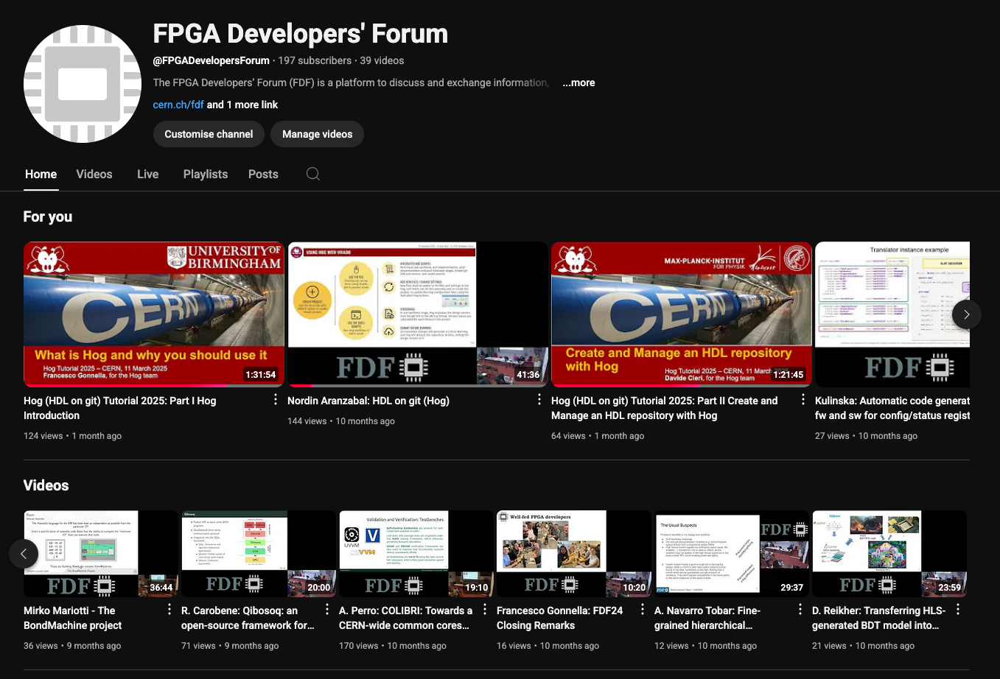 FPGA Developers' Forum
@FPGADevelopersForum · 197 subscribers · 39 videos
The FPGA Developers' Forum (FDF) is a platform to discuss and exchange information, ...more
cern.ch/fdf and 1 more link
Customise channel Manage videos
Home Videos Live Playlists Posts
For you
UNIVERSITY OF
BIRMINGHAM
CERN
What is Hog and why you should use it
Hog Tutorial 2025 – CERN, 11 March 2025
Francesco Gonnella, for the Hog team
1:31:54
USING HOG WITH VIVADO
FDF
41:36
MAX-PLANCK-INSTITUT
FÜR PHYSIK
CERN
Create and Manage an HDL repository
with Hog
Hog Tutorial 2025 – CERN, 11 March 2025
Davide Cieri, for the Hog team
1:21:45
Translator instance example
FDF
Hog (HDL on git) Tutorial 2025: Part I Hog
Introduction
124 views • 1 month ago
Nordin Aranzabal: HDL on git (Hog)
144 views • 10 months ago
Hog (HDL on git) Tutorial 2025: Part II Create and
Manage an HDL repository with Hog
64 views • 1 month ago
Kulinska: Automatic code generat
fw and sw for config/status regist
27 views • 10 months ago
Videos
FDF
36:44
Qibosoq
FDF
20:00
Validation and Verification: Testbenches
UVVM
FDF
19:10
Well-fed FPGA developers
FDF
10:20
The Usual Suspects
FDF
29:37
FDF
23:59
Mirko Mariotti - The
BondMachine project
36 views • 9 months ago
R. Carobene: Qibosoq: an
open-source framework for...
71 views • 9 months ago
A. Perro: COLIBRI: Towards a
CERN-wide common cores...
170 views • 10 months ago
Francesco Gonnella: FDF24
Closing Remarks
16 views • 10 months ago
A. Navarro Tobar: Fine-
grained hierarchical...
12 views • 10 months ago
D. Reikher: Transferring HLS-
generated BDT model into...
21 views • 10 months ago